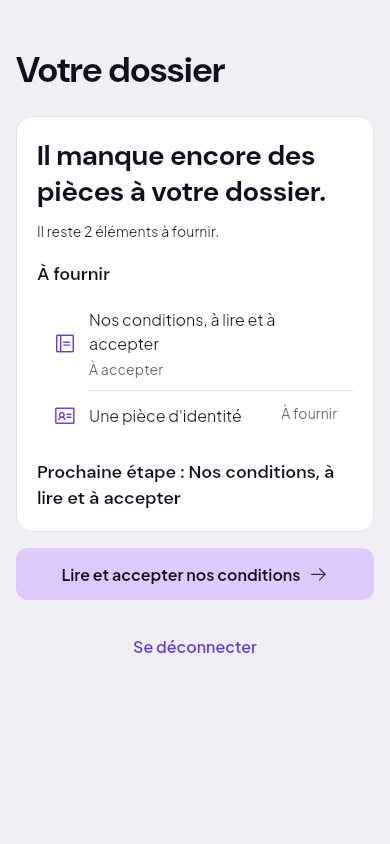 Votre dossier
Il manque encore des
pièces à votre dossier.
Il reste 2 éléments à fournir.
À fournir
Nos conditions, à lire et à
accepter
À accepter
Une pièce d'identité
À fournir
Prochaine étape : Nos conditions, à
lire et à accepter
Lire et accepter nos conditions
Se déconnecter